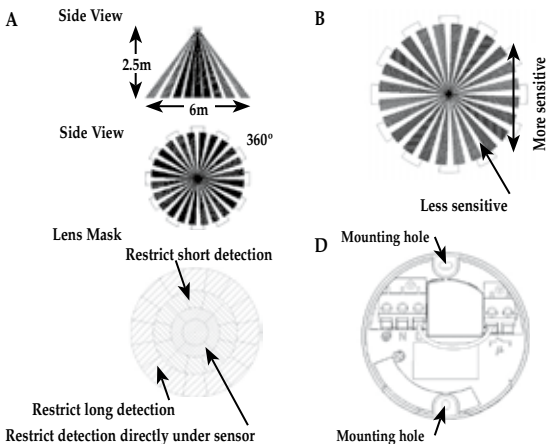 A
Side View
2.5m
6m
Side View
360º
Lens Mask
Restrict short detection
Restrict long detection
Restrict detection directly under sensor
B
More sensitive
Less sensitive
D
Mounting hole
N
L
Mounting hole